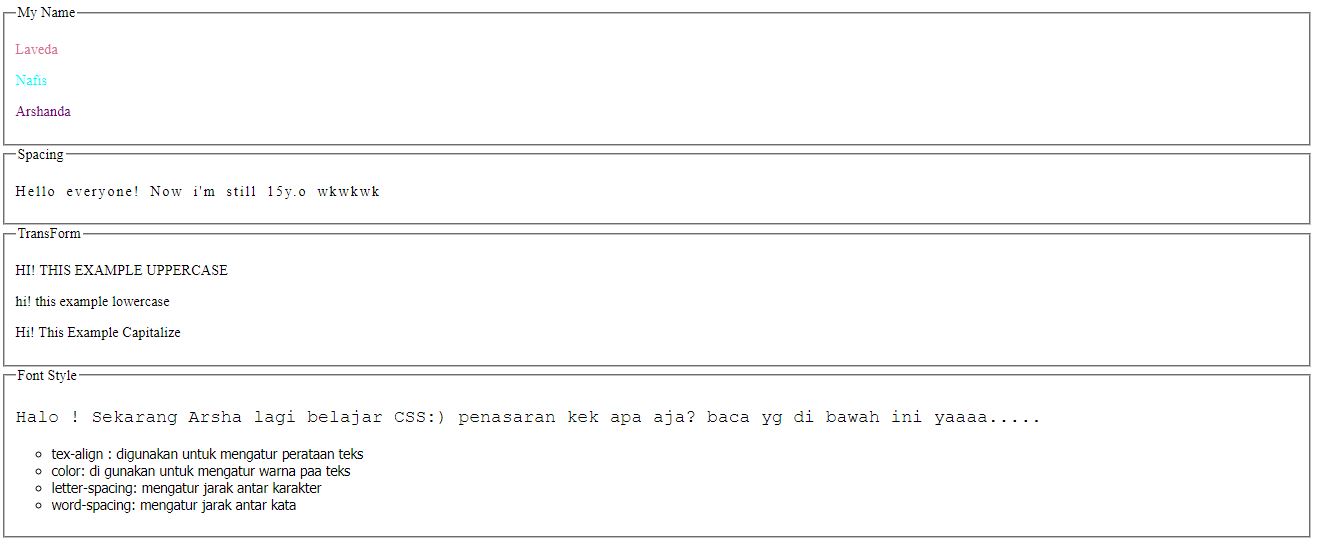 My Name
Laveda
Nafis
Arshanda
Spacing
Hello everyone! Now i'm still 15y.o wkwkwk
TransForm
HI! THIS EXAMPLE UPPERCASE
hi! this example lowercase
Hi! This Example Capitalize
Font Style
Halo ! Sekarang Arsha lagi belajar CSS:) penasaran kek apa aja? baca yg di bawah ini yaaaa.....
tex-align : digunakan untuk mengatur perataan teks
color: di gunakan untuk mengatur warna paa teks
letter-spacing: mengatur jarak antar karakter
word-spacing: mengatur jarak antar kata